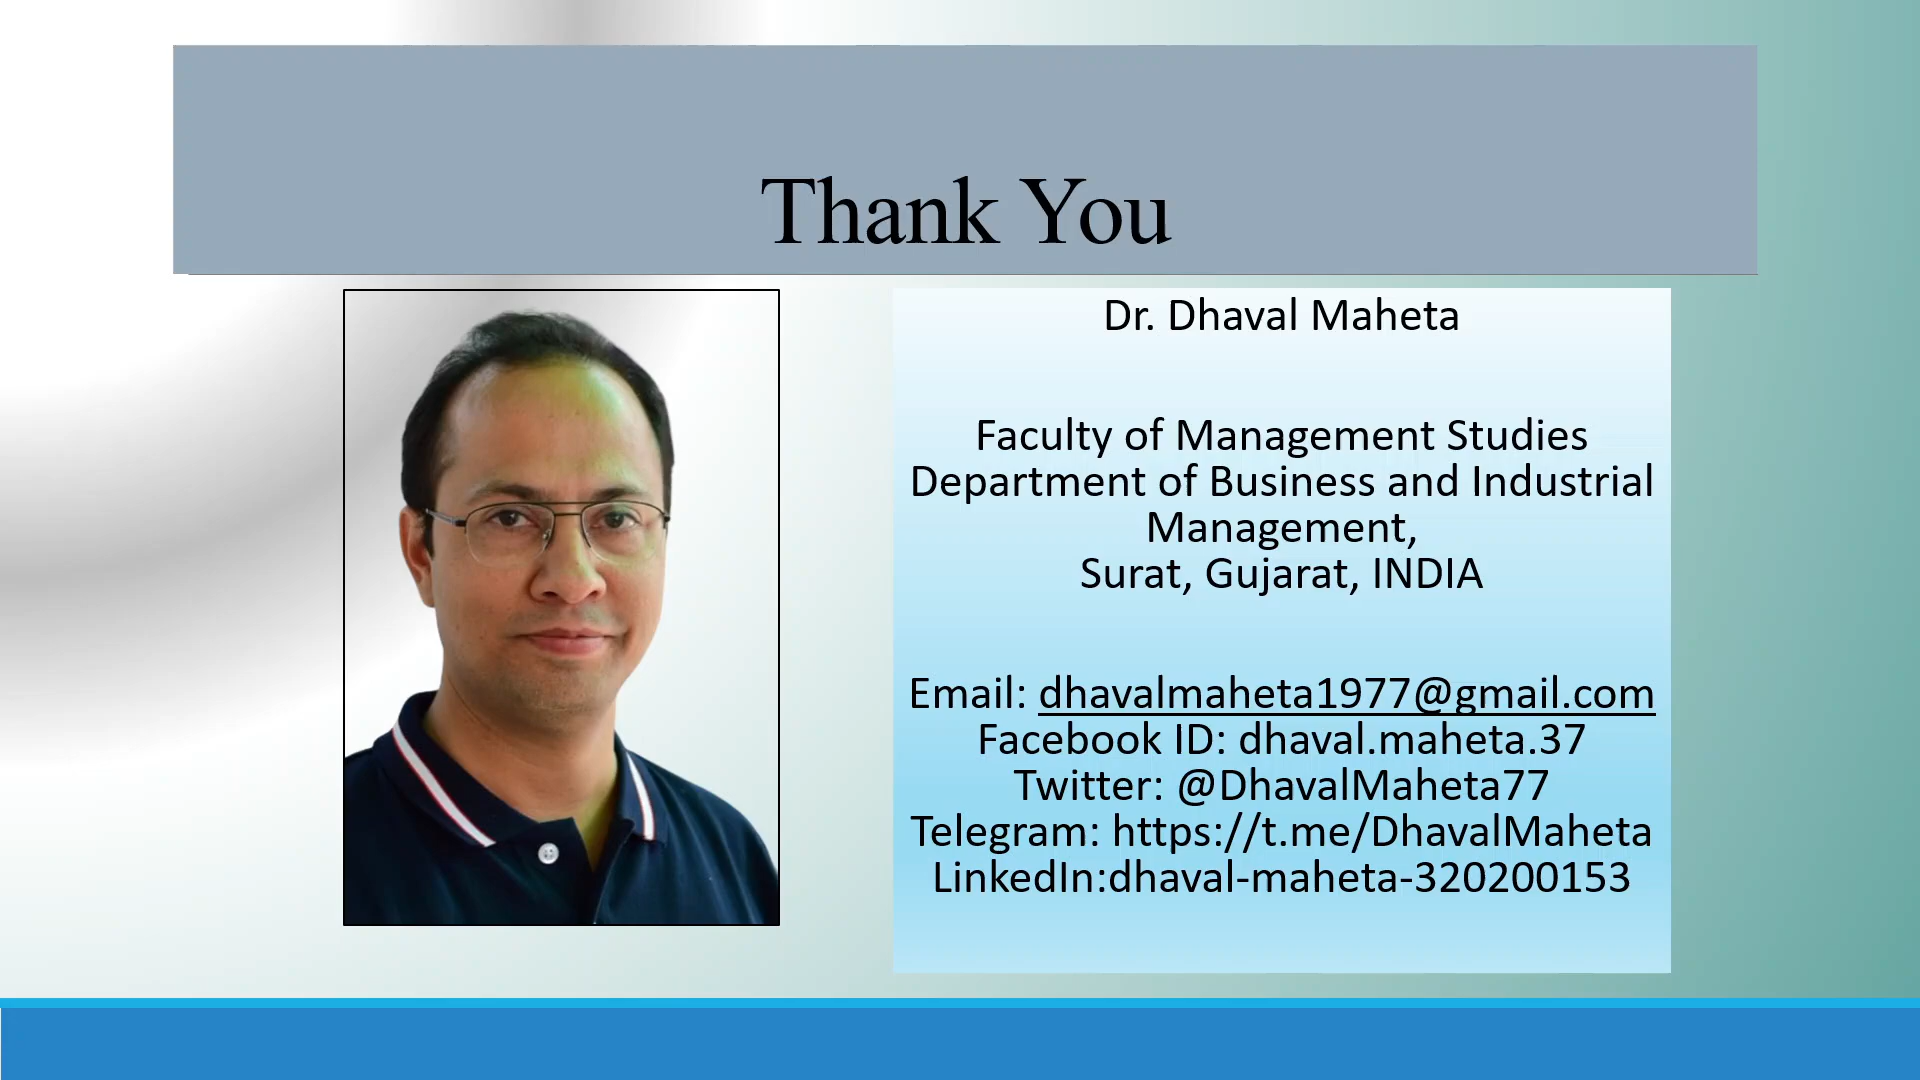 Thank You
Dr. Dhaval Maheta
Faculty of Management Studies
Department of Business and Industrial
Management,
Surat, Gujarat, INDIA
Email: dhavalmaheta1977@gmail.com
Facebook ID: dhaval.maheta.37
Twitter: @DhavalMaheta77
Telegram: https://t.me/DhavalMaheta
LinkedIn:dhaval-maheta-320200153